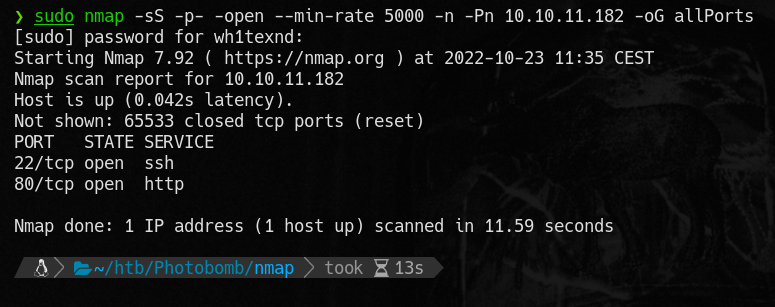 ❯ sudo nmap -sS -p- -open --min-rate 5000 -n -Pn 10.10.11.182 -oG allPorts
[sudo] password for wh1texnd:
Starting Nmap 7.92 ( https://nmap.org ) at 2022-10-23 11:35 CEST
Nmap scan report for 10.10.11.182
Host is up (0.042s latency).
Not shown: 65533 closed tcp ports (reset)
PORT   STATE SERVICE
22/tcp open  ssh
80/tcp open  http
Nmap done: 1 IP address (1 host up) scanned in 11.59 seconds
~/htb/Photobomb/nmap took 13s